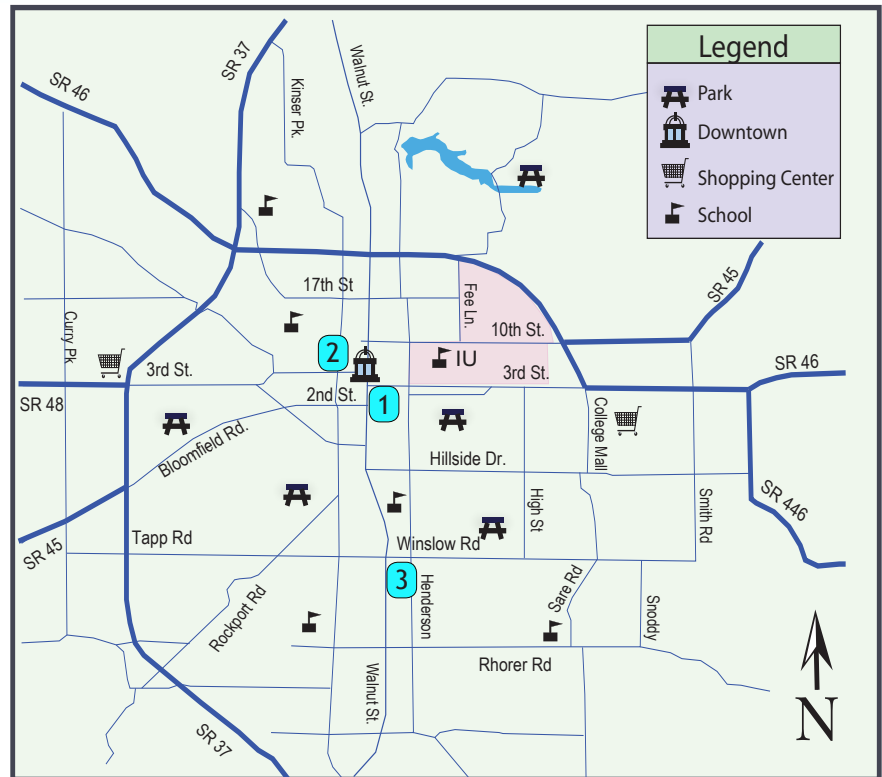 Legend
Park
Downtown
Shopping Center
School
SR 37
Walnut St.
SR 46
Kinser Pk.
17th St
Fee Ln.
SR 45
10th St.
Curry Pk
2
IU
3rd St.
3rd St.
SR 46
SR 48
2nd St.
1
College Mall
Bloomfield Rd.
Hillside Dr.
High St
Smith Rd
SR 446
SR 45
Tapp Rd
Winslow Rd
3
Henderson
Sare Rd
Snoddy
Rockport Rd
Rhorer Rd
Walnut St.
SR 37
N